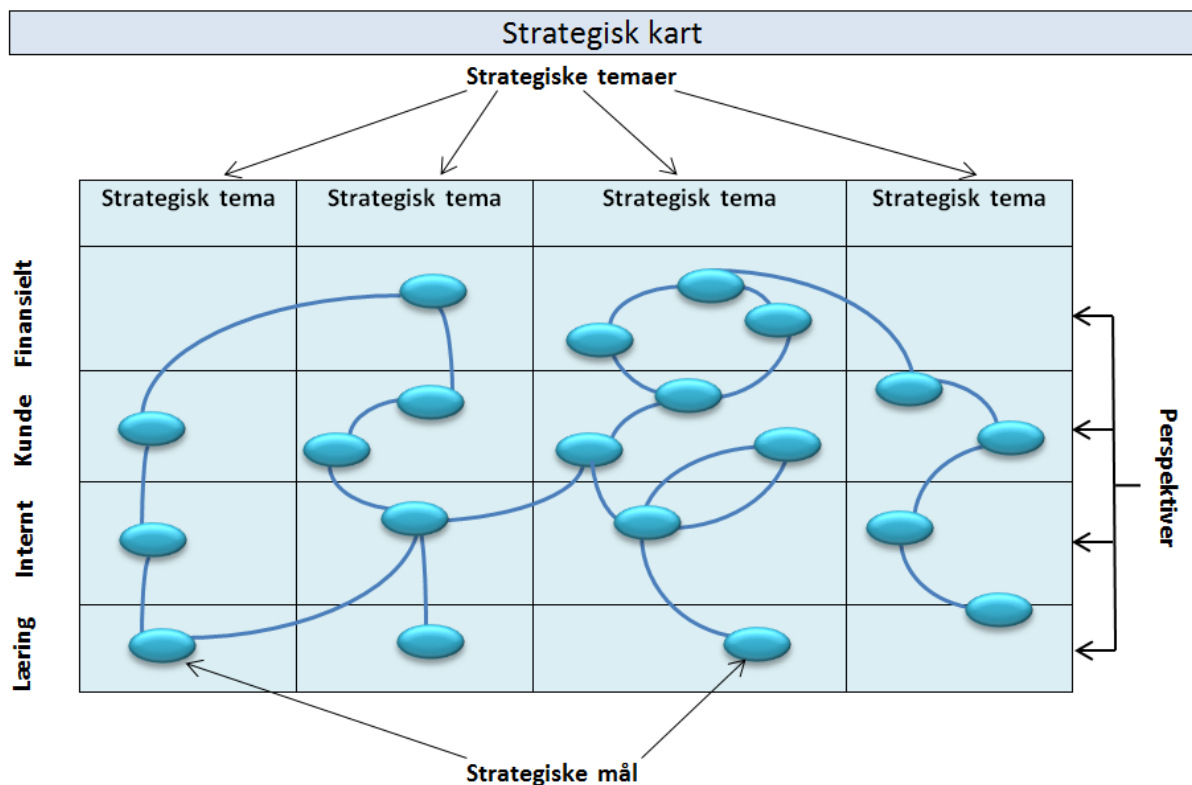 Strategisk kart
Strategiske temaer
Strategisk tema
Strategisk tema
Strategisk tema
Strategisk tema
Finansielt
Kunde
Internt
Læring
Perspektiver
Strategiske mål